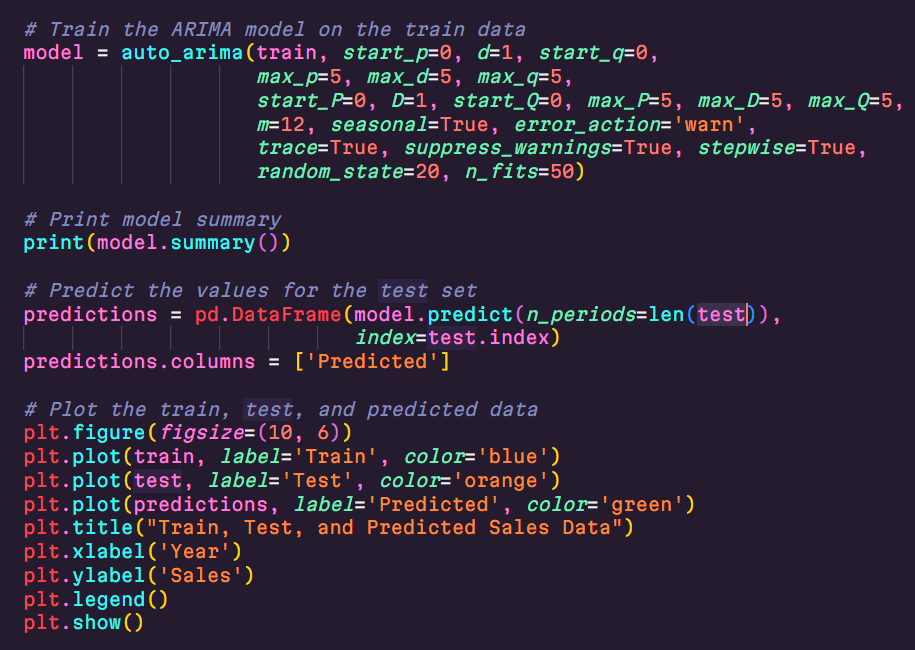 # Train the ARIMA model on the train data
model = auto_arima(train, start_p=0, d=1, start_q=0,
max_p=5, max_d=5, max_q=5,
start_P=0, D=1, start_Q=0, max_P=5, max_D=5, max_Q=5,
m=12, seasonal=True, error_action='warn',
trace=True, suppress_warnings=True, stepwise=True,
random_state=20, n_fits=50)
# Print model summary
print(model.summary())
# Predict the values for the test set
predictions = pd.DataFrame(model.predict(n_periods=len(test)),
index=test.index)
predictions.columns = ['Predicted']
# Plot the train, test, and predicted data
plt.figure(figsize=(10, 6))
plt.plot(train, label='Train', color='blue')
plt.plot(test, label='Test', color='orange')
plt.plot(predictions, label='Predicted', color='green')
plt.title("Train, Test, and Predicted Sales Data")
plt.xlabel('Year')
plt.ylabel('Sales')
plt.legend()
plt.show()